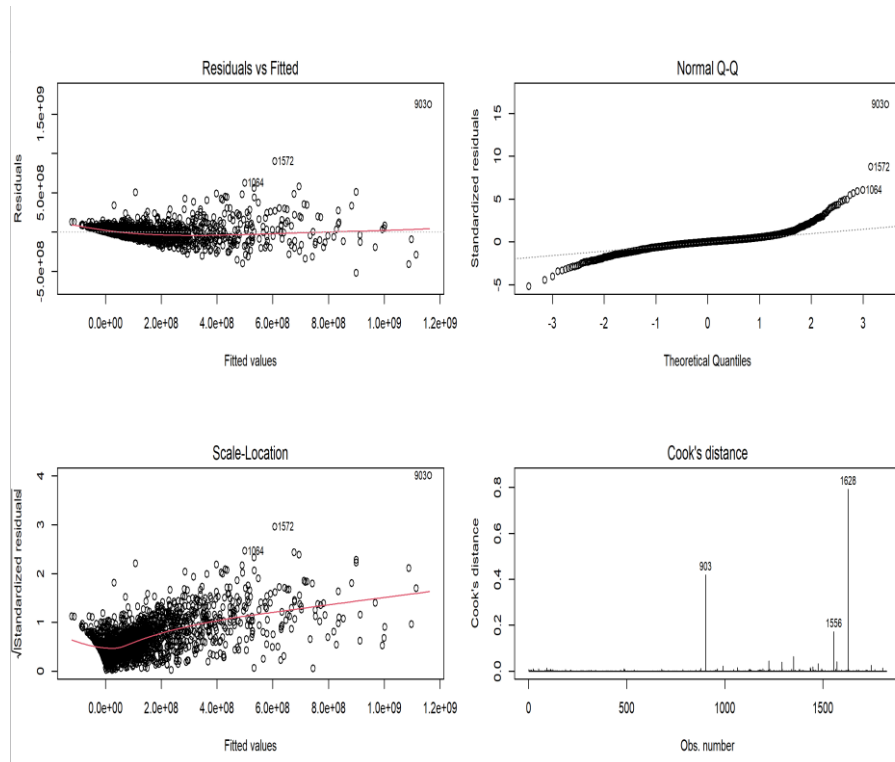 Residuals vs Fitted
Residuals
1.5e+09
5.0e+08
-5.0e+08
903
1572
1064
0.0e+00 2.0e+08 4.0e+08 6.0e+08 8.0e+08 1.0e+09 1.2e+09
Fitted values
Normal Q-Q
Standardized residuals
15
10
5
0
-5
903
1572
1064
-3 -2 -1 0 1 2 3
Theoretical Quantiles
Scale-Location
√|Standardized residuals|
4
3
2
1
0
903
1572
1064
0.0e+00 2.0e+08 4.0e+08 6.0e+08 8.0e+08 1.0e+09 1.2e+09
Fitted values
Cook's distance
Cook's distance
0.8
0.6
0.4
0.2
0.0
1628
903
1556
0 500 1000 1500
Obs. number